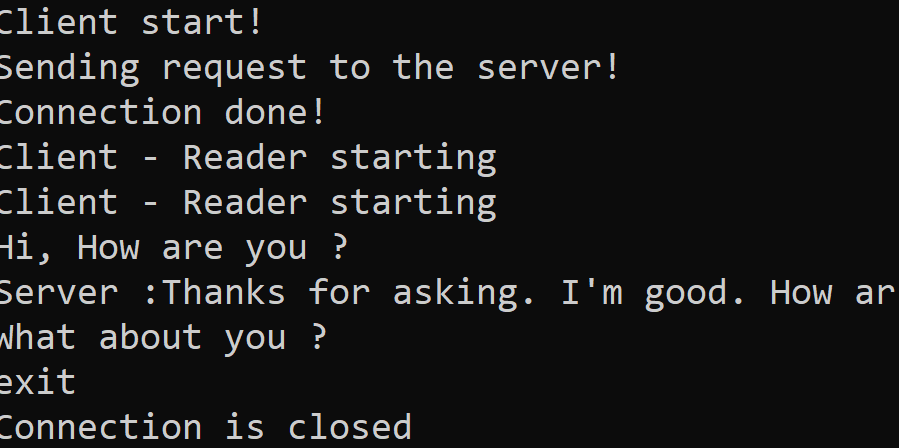 Client start!
Sending request to the server!
Connection done!
Client - Reader starting
Client - Reader starting
Hi, How are you ?
Server :Thanks for asking. I'm good. How ar
What about you ?
exit
Connection is closed